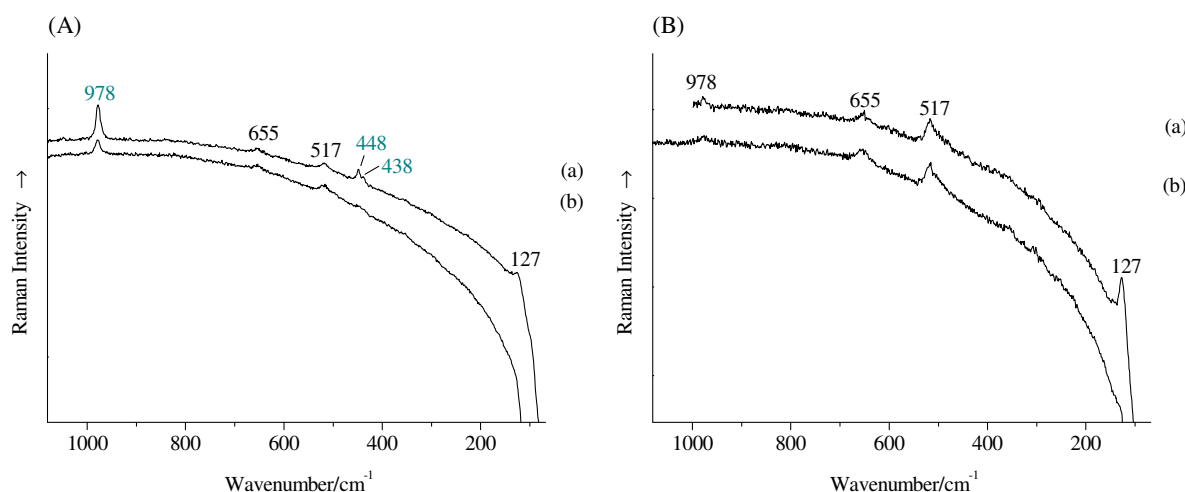 (A)
978
655
517
448
438
127
(a)
(b)
Raman Intensity →
1000 800 600 400 200
Wavenumber/cm-1
(B)
978
655
517
127
(a)
(b)
Raman Intensity →
1000 800 600 400 200
Wavenumber/cm-1